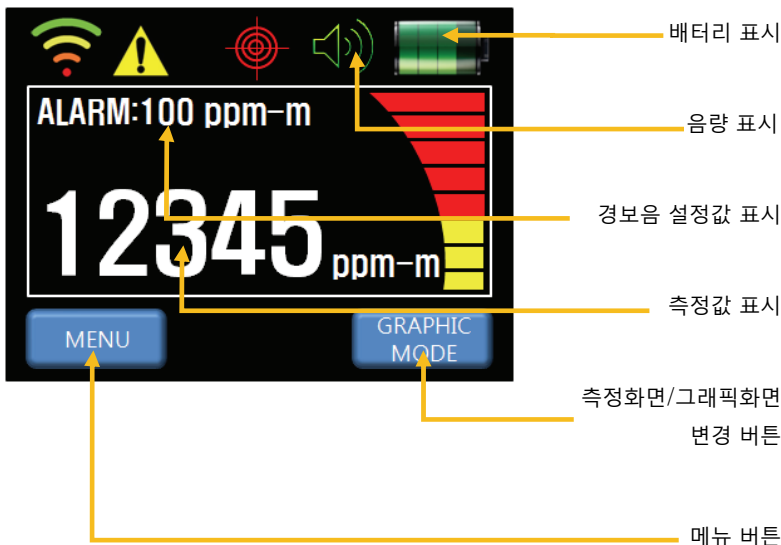 배터리 표시
음량 표시
ALARM:100 ppm-m
경보음 설정값 표시
12345 ppm-m
측정값 표시
MENU
GRAPHIC
MODE
측정화면/그래픽화면
변경 버튼
메뉴 버튼